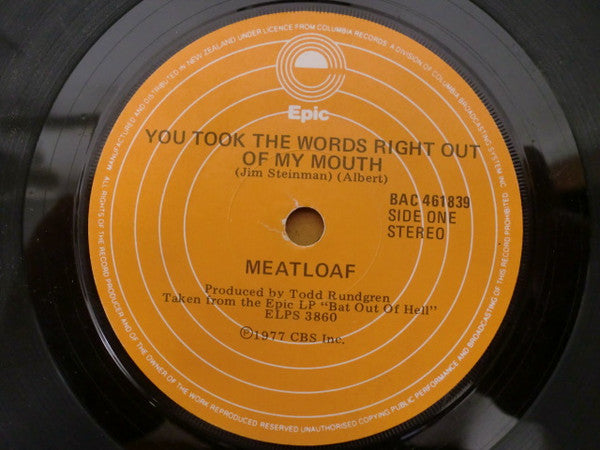 MANUFACTURED AND DISTRIBUTED IN NEW ZEALAND UNDER LICENCE FROM COLUMBIA RECORDS: A DIVISION OF COLUMBIA BROADCASTING SYSTEM INC.
Epic
YOU TOOK THE WORDS RIGHT OUT
OF MY MOUTH
(Jim Steinman) (Albert)
BAC 461839
SIDE ONE
STEREO
MEATLOAF
Produced by Todd Rundgren
Taken from the Epic LP "Bat Out Of Hell"
ELPS 3860
Ⓟ1977 CBS Inc.
ALL RIGHTS OF THE RECORD PRODUCER AND OF THE OWNER OF THE WORK REPRODUCED RESERVED UNAUTHORISED COPYING PUBLIC PERFORMANCE AND BROADCASTING OF THIS RECORD PROHIBITED.